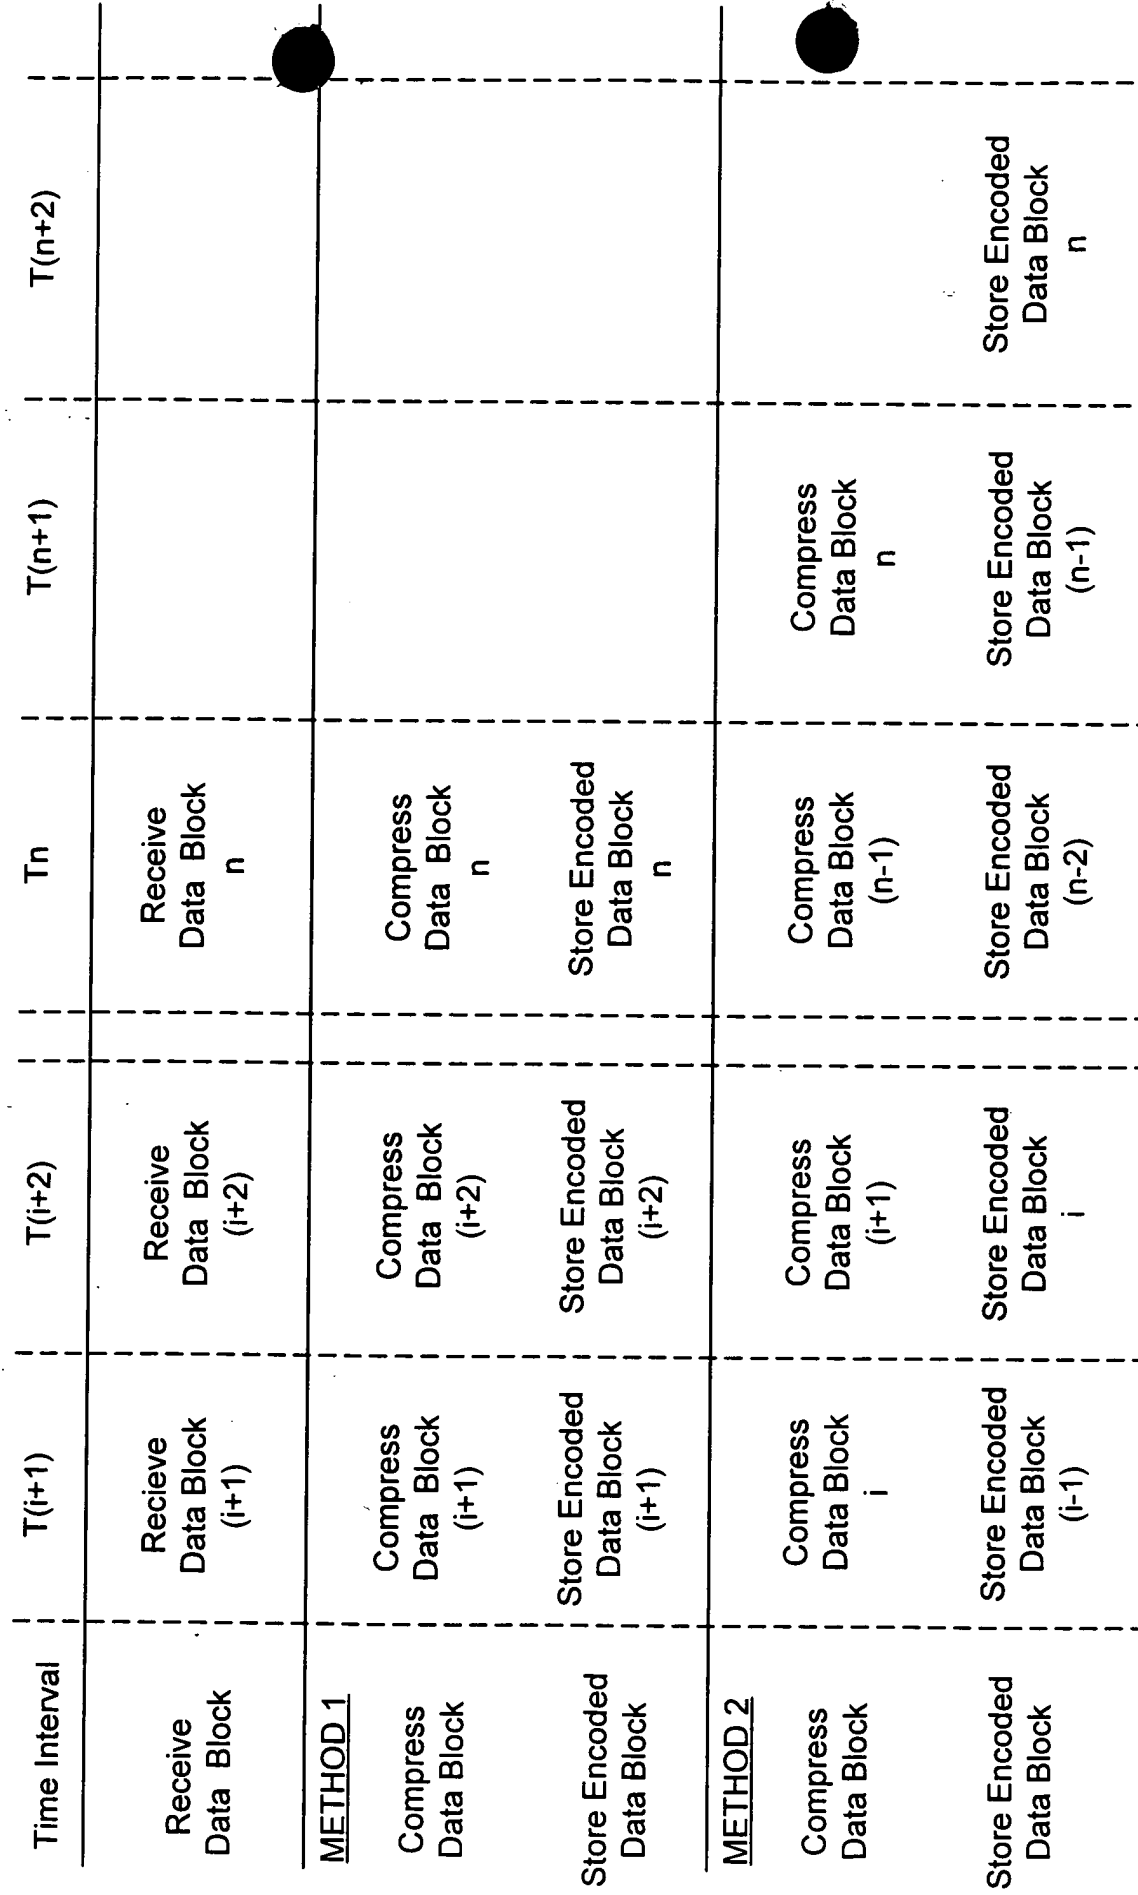 Time Interval
T(i+1)
T(i+2)
Tn
T(n+1)
T(n+2)
Receive
Data Block
Recieve
Data Block
(i+1)
Receive
Data Block
(i+2)
Receive
Data Block
n
METHOD 1
Compress
Data Block
Compress
Data Block
(i+1)
Compress
Data Block
(i+2)
Compress
Data Block
n
Store Encoded
Data Block
Store Encoded
Data Block
(i+1)
Store Encoded
Data Block
(i+2)
Store Encoded
Data Block
n
METHOD 2
Compress
Data Block
Compress
Data Block
i
Compress
Data Block
(i+1)
Compress
Data Block
(n-1)
Compress
Data Block
n
Store Encoded
Data Block
Store Encoded
Data Block
(i-1)
Store Encoded
Data Block
i
Store Encoded
Data Block
(n-2)
Store Encoded
Data Block
(n-1)
Store Encoded
Data Block
n